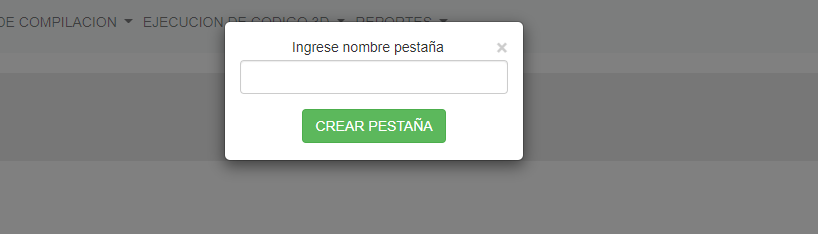 DE COMPILACION EJECUCION DE CODIGO 3D REPORTES
Ingrese nombre pestaña ×
CREAR PESTAÑA